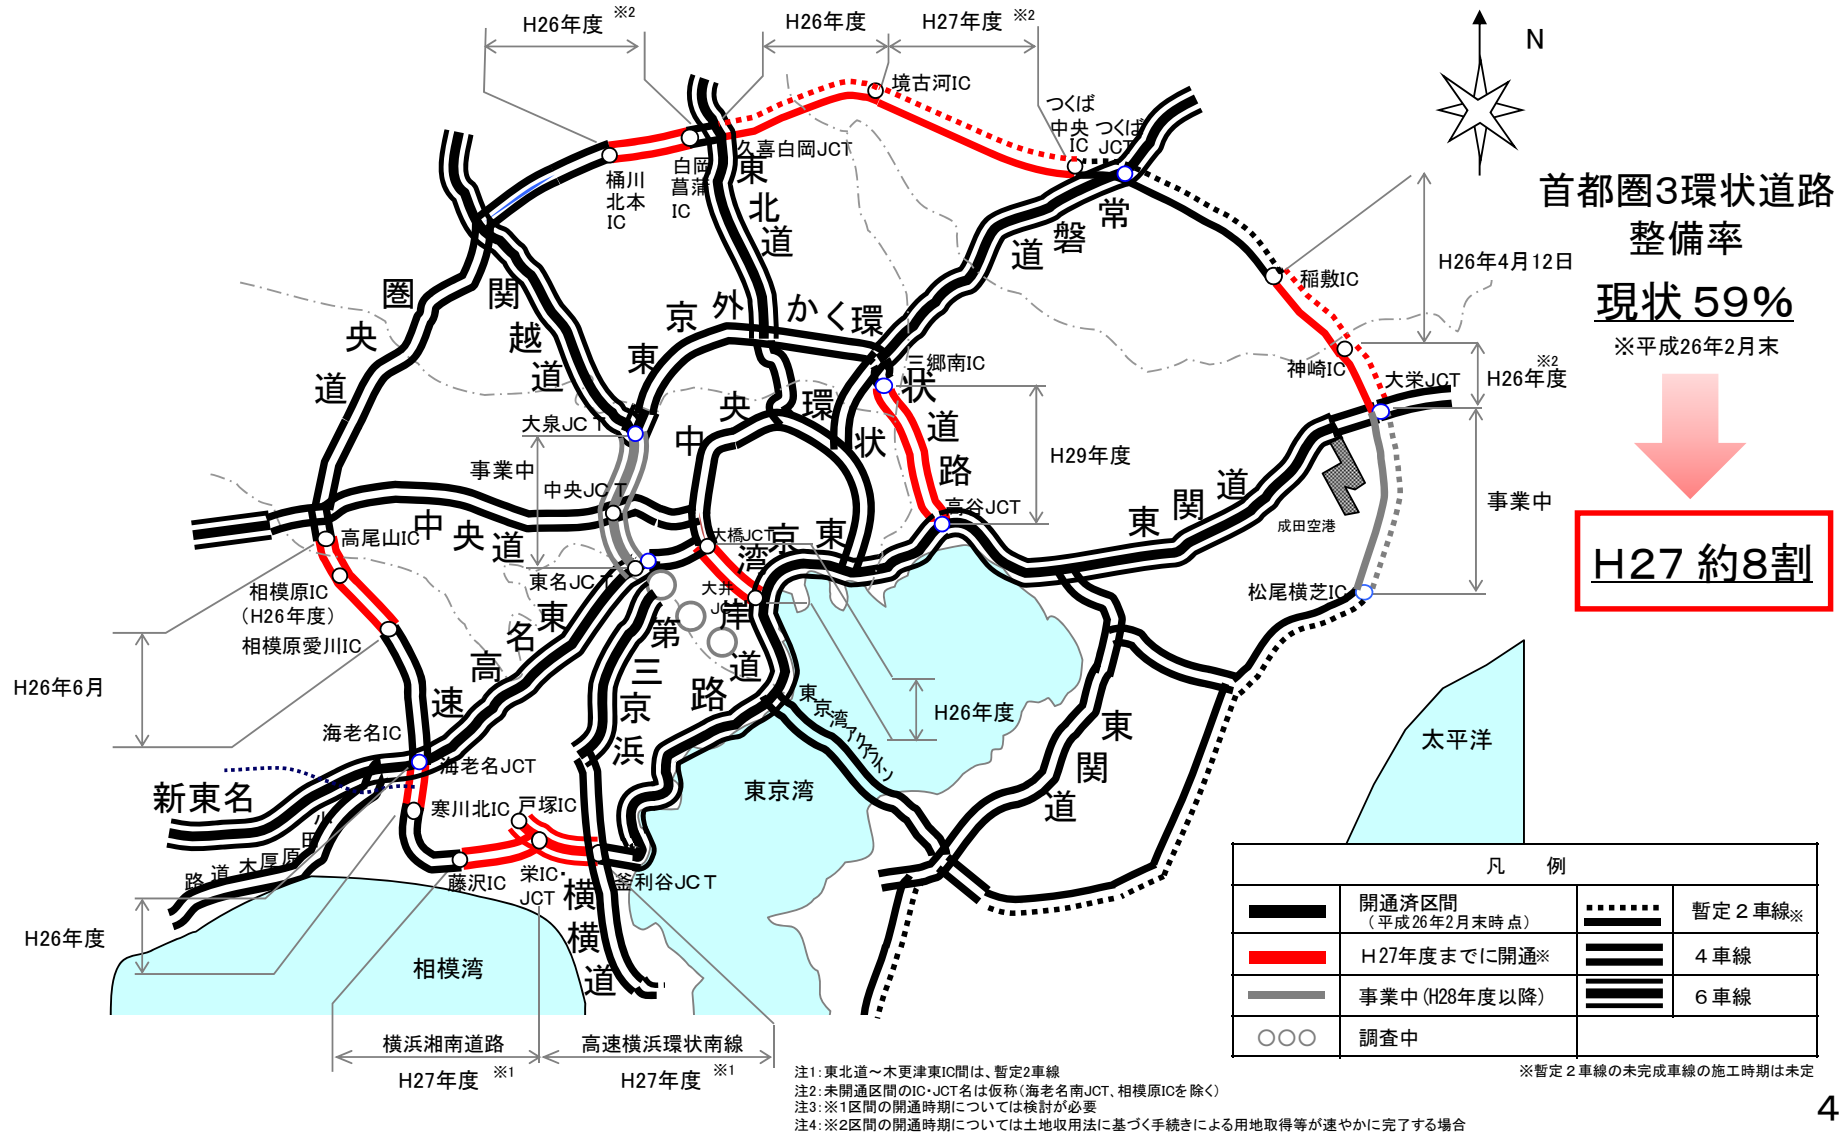 H26年度 ※2
H26年度
H27年度 ※2
N
境古河IC
つくば
中央
IC
つくば
JCT
久喜白岡JCT
白岡
菖蒲
IC
桶川
北本
IC
東北道
常磐道
首都圏3環状道路
整備率
現状 59%
※平成26年2月末
H27 約8割
H26年4月12日
稲敷IC
神崎IC
大栄JCT
H26年度 ※2
事業中
圏央道
関越道
東京外かく環状道路
三郷南IC
中央環状
H29年度
大泉JCT
事業中
中央JCT
中央道
高尾山IC
相模原IC
(H26年度)
相模原愛川IC
H26年6月
東名JCT
大橋JCT
大井
JCT
高谷JCT
東京湾岸道路
東関道
成田空港
松尾横芝IC
東名高速
第三京浜
H26年度
東京湾アクアライン
東京湾
東関道
太平洋
海老名IC
海老名JCT
新東名
小田原厚木道路
寒川北IC
戸塚IC
藤沢IC
栄IC・
JCT
釜利谷JCT
横横道
H26年度
相模湾
横浜湘南道路
H27年度 ※1
高速横浜環状南線
H27年度 ※1
凡 例
開通済区間
(平成26年2月末時点)
暫定2車線※
H27年度までに開通※
4車線
事業中(H28年度以降)
6車線
調査中
※暫定2車線の未完成車線の施工時期は未定
注1:東北道~木更津東IC間は、暫定2車線
注2:未開通区間のIC・JCT名は仮称(海老名南JCT、相模原ICを除く)
注3:※1区間の開通時期については検討が必要
注4:※2区間の開通時期については土地収用法に基づく手続きによる用地取得等が速やかに完了する場合
4